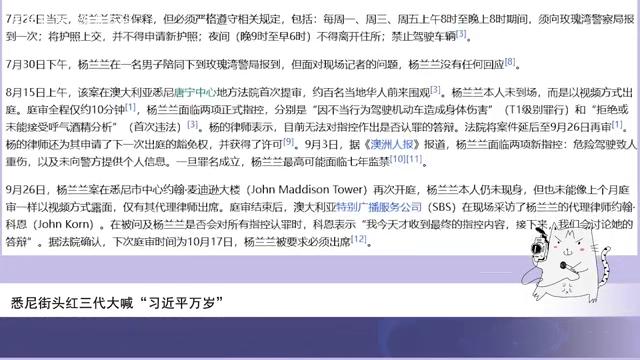 7月26日当天，杨兰兰获准保释，但必须严格遵守相关规定，包括：每周一、周三、周五上午8时至晚上8时期间，须向玫瑰湾警察局报
到一次；将护照上交，并不得申请新护照；夜间（晚9时至早6时）不得离开住所；禁止驾驶车辆[3]。
7月30日下午，杨兰兰在一名男子陪同下到玫瑰湾警局报到，但面对现场记者的问题，杨兰兰没有任何回应[8]。
8月15日上午，该案在澳大利亚悉尼唐宁中心地方法院首次提审，约百名当地华人前来围观[3]。杨兰兰本人未到场，而是以视频方式出
庭。庭审全程仅约10分钟[1]，杨兰兰面临两项正式指控，分别是“因不当行为驾驶机动车造成身体伤害”（T1级别罪行）和“拒绝或
未能接受呼气酒精分析”（首次违法）[3]。杨的律师表示，目前无法对指控作出是否认罪的答辩。法院将案件延后至9月26日再审[1]。
杨的律师还为其申请了下一次出庭的豁免权，并获得了许可[9]。9月3日，据《澳洲人报》报道，杨兰兰面临两项新指控：危险驾驶致人
重伤，以及未向警方提供个人信息。一旦罪名成立，杨兰兰最高可能面临七年监禁[10][11]。
9月26日，杨兰兰案在悉尼市中心约翰·麦迪逊大楼（John Maddison Tower）再次开庭，杨兰兰本人仍未现身，但也未能像上个月庭
审一样以视频方式露面，仅有其代理律师出席。庭审结束后，澳大利亚特别广播服务公司（SBS）在现场采访了杨兰兰的代理律师约翰·
科恩（John Korn）。在被问及杨兰兰是否会对所有指控认罪时，科恩表示：“我今天才收到最终的指控内容，接下来，我们会讨论她的
答辩”。据法院确认，下次庭审时间为10月17日，杨兰兰被要求必须出席[12]。
悉尼街头红三代大喊“习近平万岁”